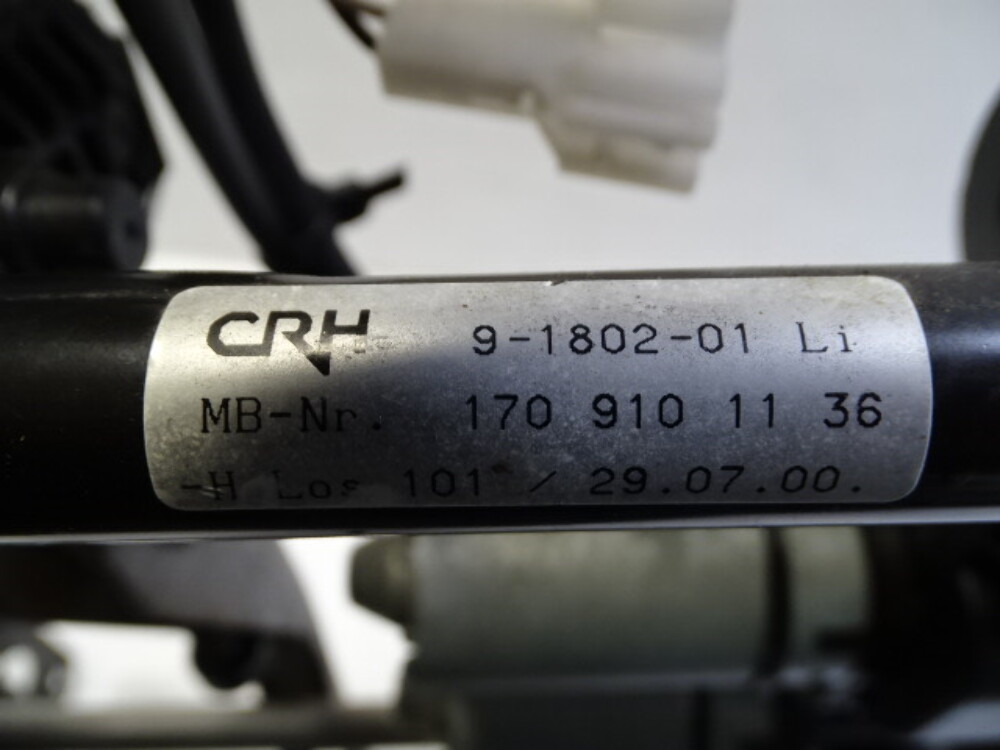 CRH 9-1802-01 Li
MB-Nr. 170 910 11 36
-H Los 101 / 29.07.00.